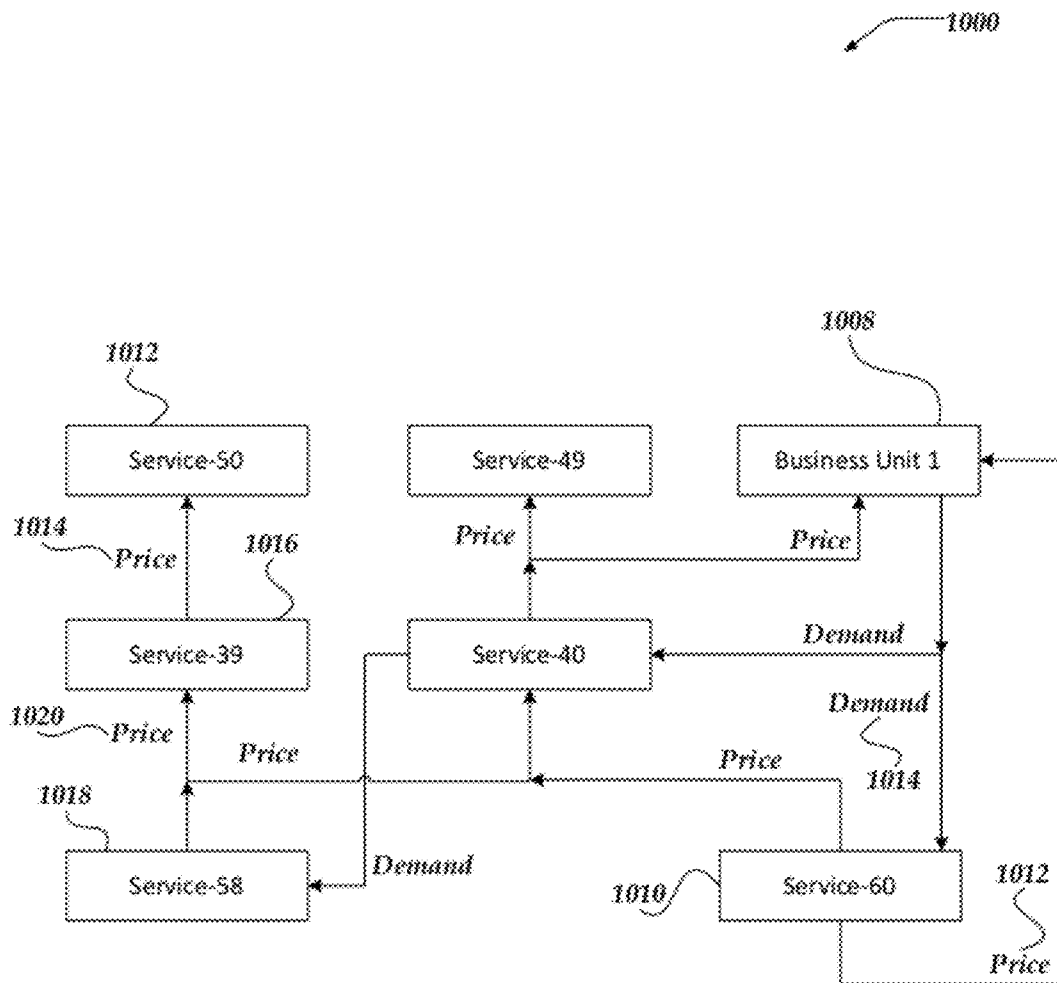 1000
1008
1012
Service-50
Service-49
Business Unit 1
1014
Price
1016
Price
Price
Service-39
Service-40
Demand
1020
Price
Price
Price
Demand
1014
1018
Service-58
Demand
1010
Service-60
1012
Price